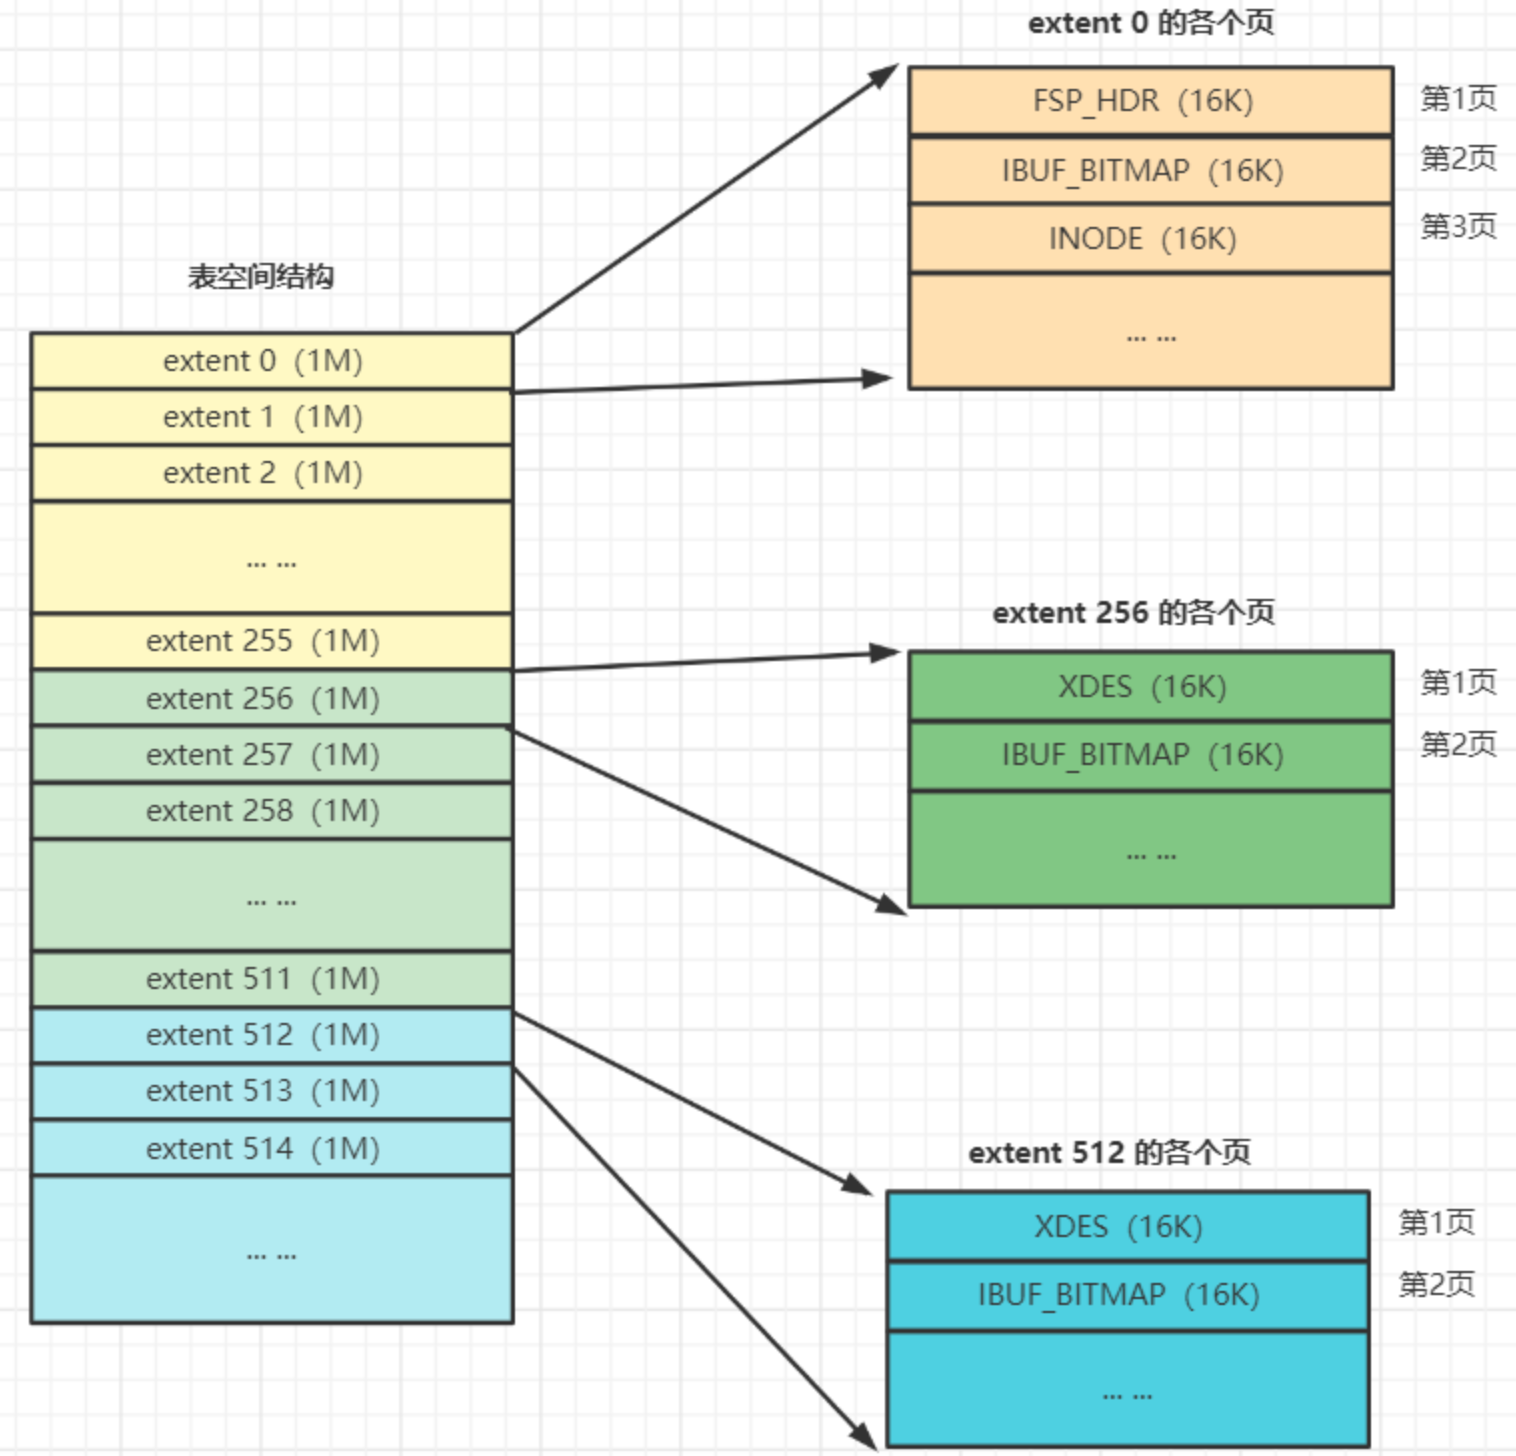 表空间结构
extent 0 (1M)
extent 1 (1M)
extent 2 (1M)
... ...
extent 255 (1M)
extent 256 (1M)
extent 257 (1M)
extent 258 (1M)
... ...
extent 511 (1M)
extent 512 (1M)
extent 513 (1M)
extent 514 (1M)
... ...
extent 0 的各个页
FSP_HDR (16K) 第1页
IBUF_BITMAP (16K) 第2页
INODE (16K) 第3页
... ...
extent 256 的各个页
XDES (16K) 第1页
IBUF_BITMAP (16K) 第2页
... ...
extent 512 的各个页
XDES (16K) 第1页
IBUF_BITMAP (16K) 第2页
... ...